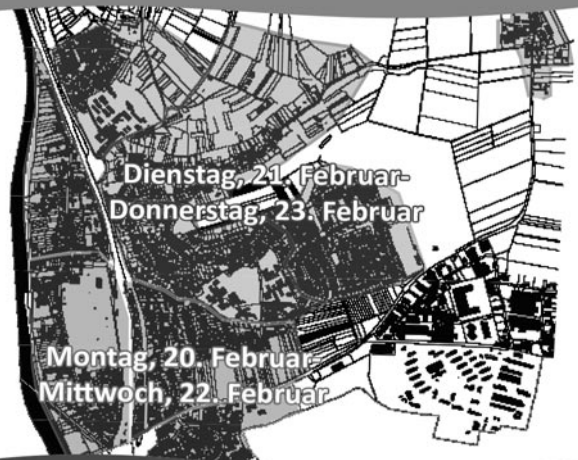 Dienstag, 21. Februar-
Donnerstag, 23. Februar
Montag, 20. Februar-
Mittwoch, 22. Februar